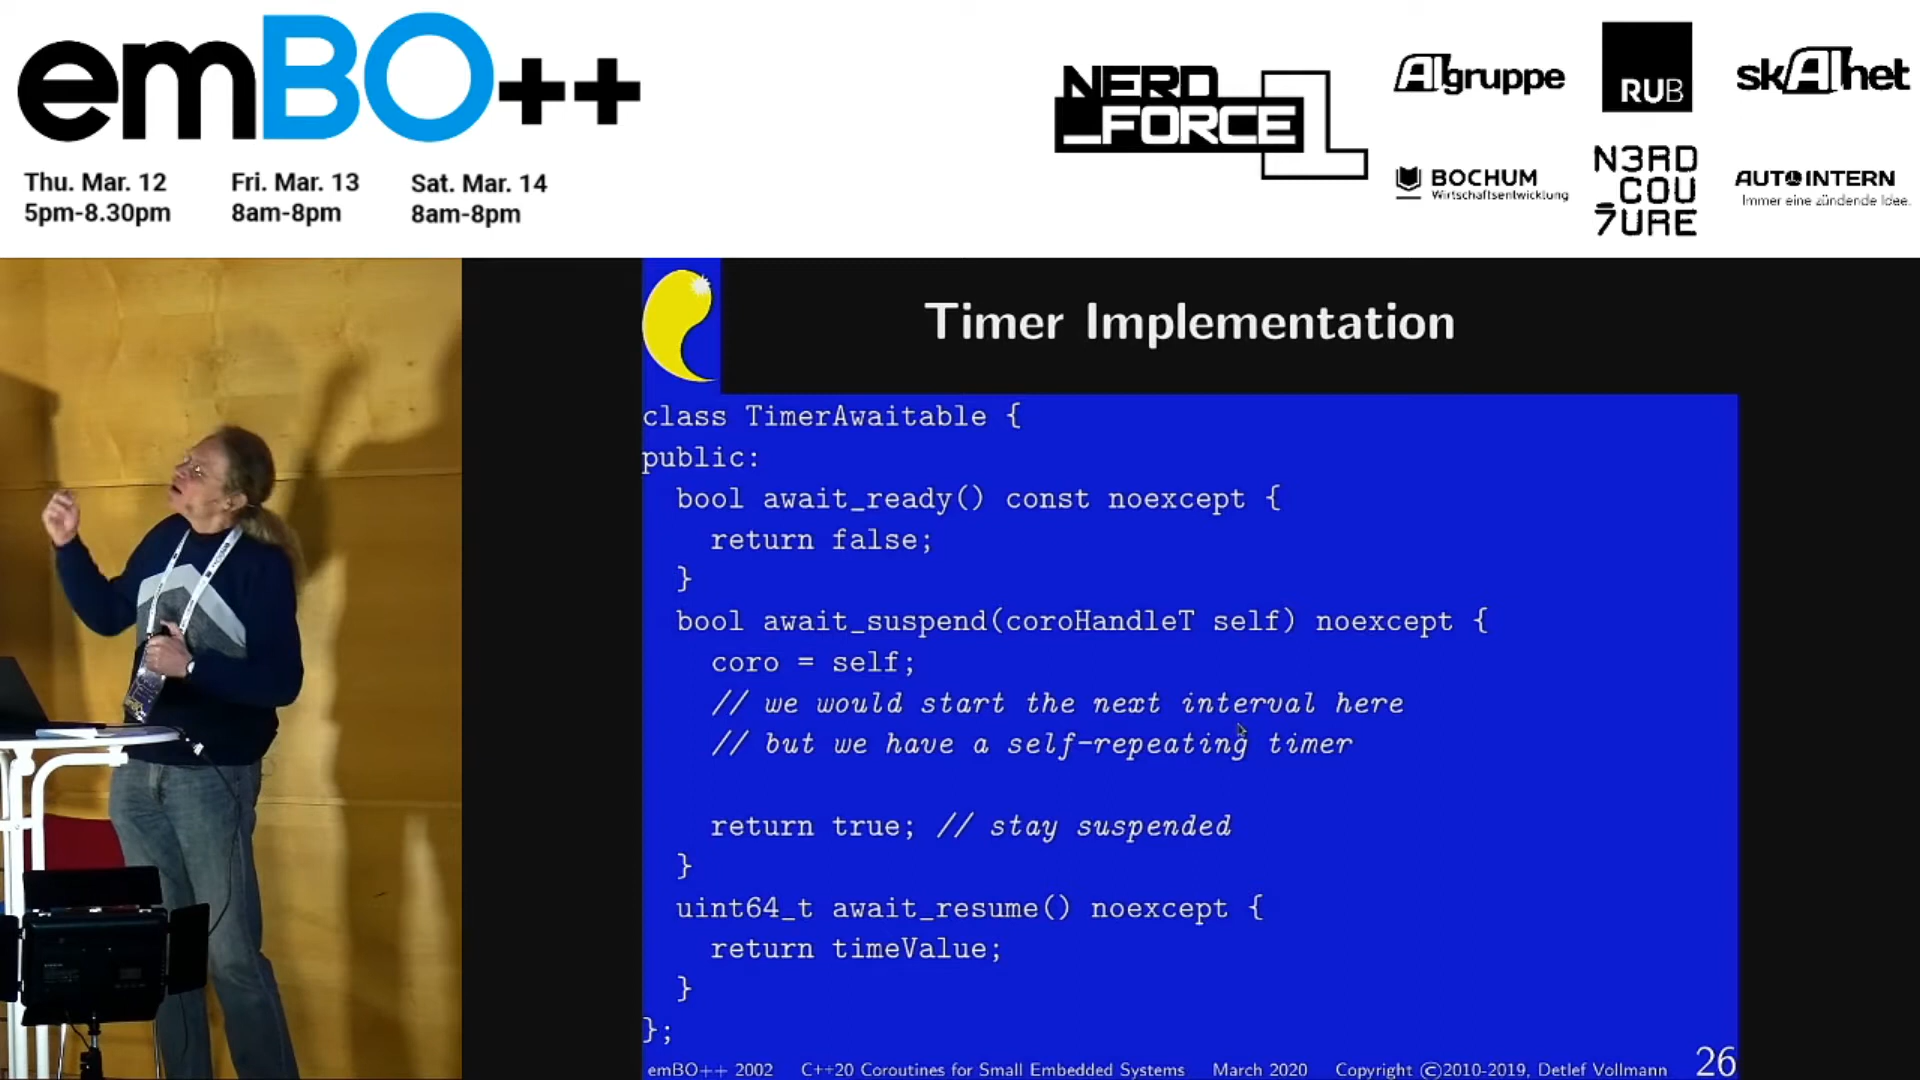 emBO++
Thu. Mar. 12
5pm-8.30pm
Fri. Mar. 13
8am-8pm
Sat. Mar. 14
8am-8pm
NERD
_FORCE
1
AIgruppe
RUB
skAIhet
BOCHUM
Wirtschaftsentwicklung
N3RD
_COU
7URE
AUTOINTERN
Immer eine zündende Idee.
Timer Implementation
class TimerAwaitable {
public:
bool await_ready() const noexcept {
return false;
}
bool await_suspend(coroHandleT self) noexcept {
coro = self;
// we would start the next interval here
// but we have a self-repeating timer
return true; // stay suspended
}
uint64_t await_resume() noexcept {
return timeValue;
}
};
emBO++ 2002 C++20 Coroutines for Small Embedded Systems March 2020 Copyright ©2010-2019, Detlef Vollmann 26